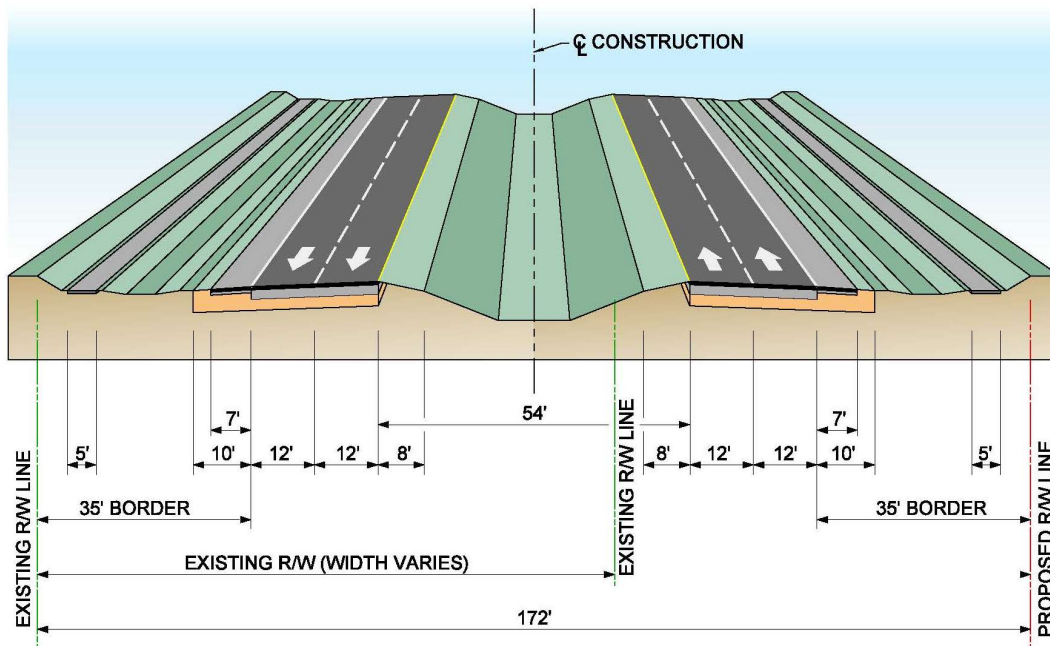 ℄ CONSTRUCTION
54'
7'
7'
5'
10'
12'
12'
8'
8'
12'
12'
10'
5'
35' BORDER
35' BORDER
EXISTING R/W (WIDTH VARIES)
172'
EXISTING R/W LINE
EXISTING R/W LINE
PROPOSED R/W LINE